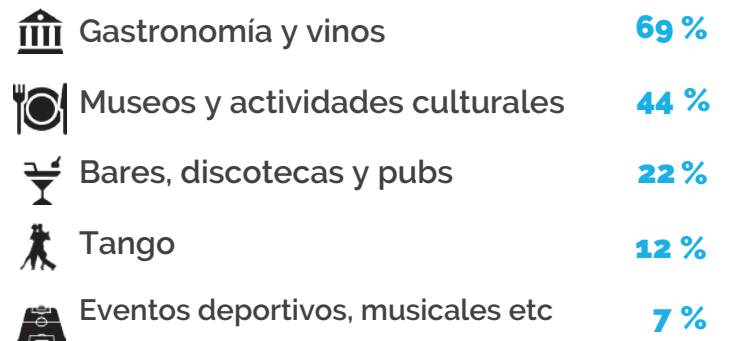 Gastronomía y vinos 69 %
Museos y actividades culturales 44 %
Bares, discotecas y pubs 22 %
Tango 12 %
Eventos deportivos, musicales etc 7 %